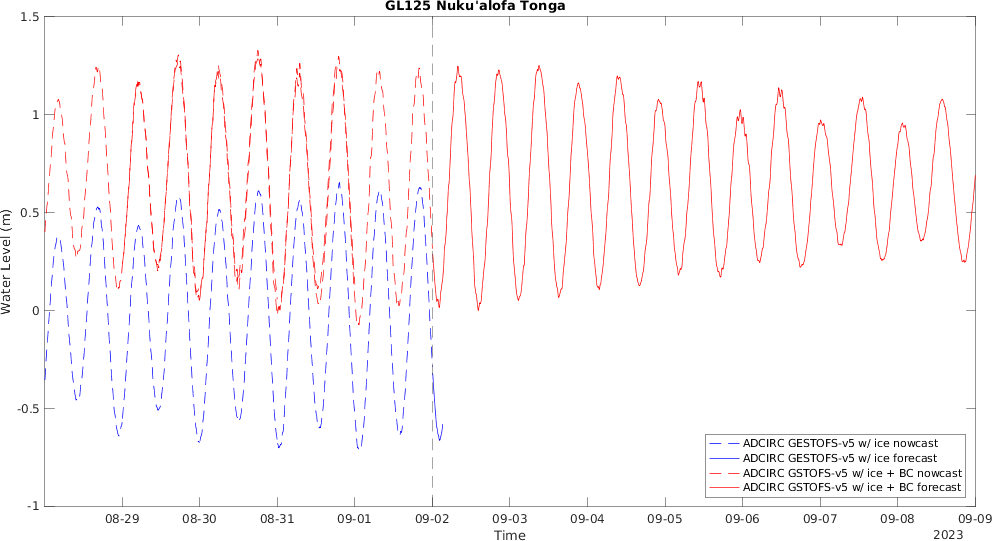 GL125 Nuku'alofa Tonga
1.5
1
0.5
0
-0.5
-1
Water Level (m)
ADCIRC GESTOFS-v5 w/ ice nowcast
ADCIRC GESTOFS-v5 w/ ice forecast
ADCIRC GSTOFS-v5 w/ ice + BC nowcast
ADCIRC GSTOFS-v5 w/ ice + BC forecast
08-29 08-30 08-31 09-01 09-02 09-03 09-04 09-05 09-06 09-07 09-08 09-09
Time
2023